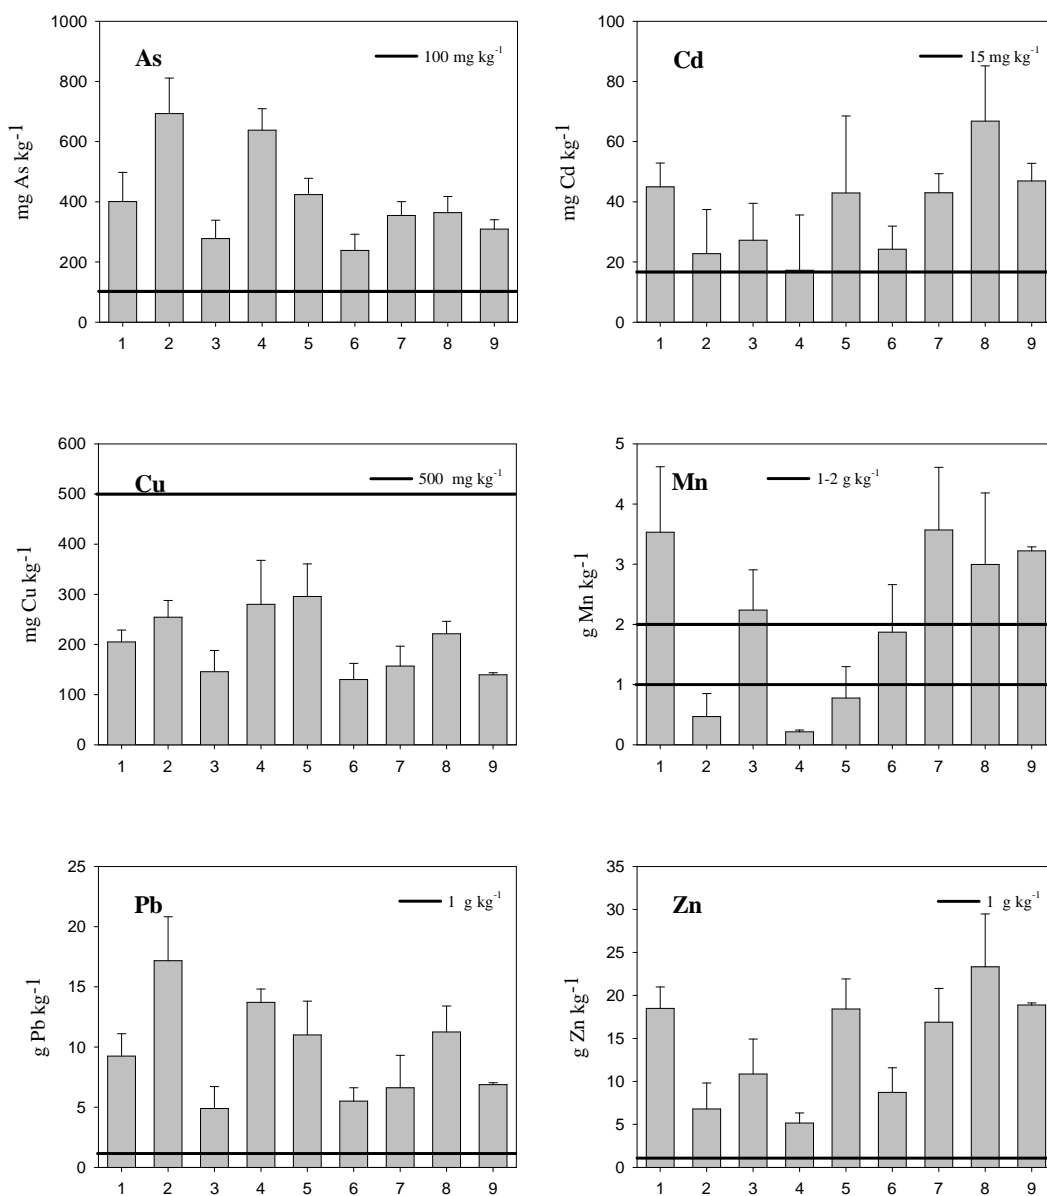 1000
As
100 mg kg-1
800
600
mg As kg-1
400
200
0
1 2 3 4 5 6 7 8 9
100
Cd
15 mg kg-1
80
60
mg Cd kg-1
40
20
0
1 2 3 4 5 6 7 8 9
600
Cu
500 mg kg-1
500
400
mg Cu kg-1
300
200
100
0
1 2 3 4 5 6 7 8 9
5
Mn
1-2 g kg-1
4
3
g Mn kg-1
2
1
0
1 2 3 4 5 6 7 8 9
25
Pb
1 g kg-1
20
15
g Pb kg-1
10
5
0
1 2 3 4 5 6 7 8 9
35
Zn
1 g kg-1
30
25
20
g Zn kg-1
15
10
5
0
1 2 3 4 5 6 7 8 9